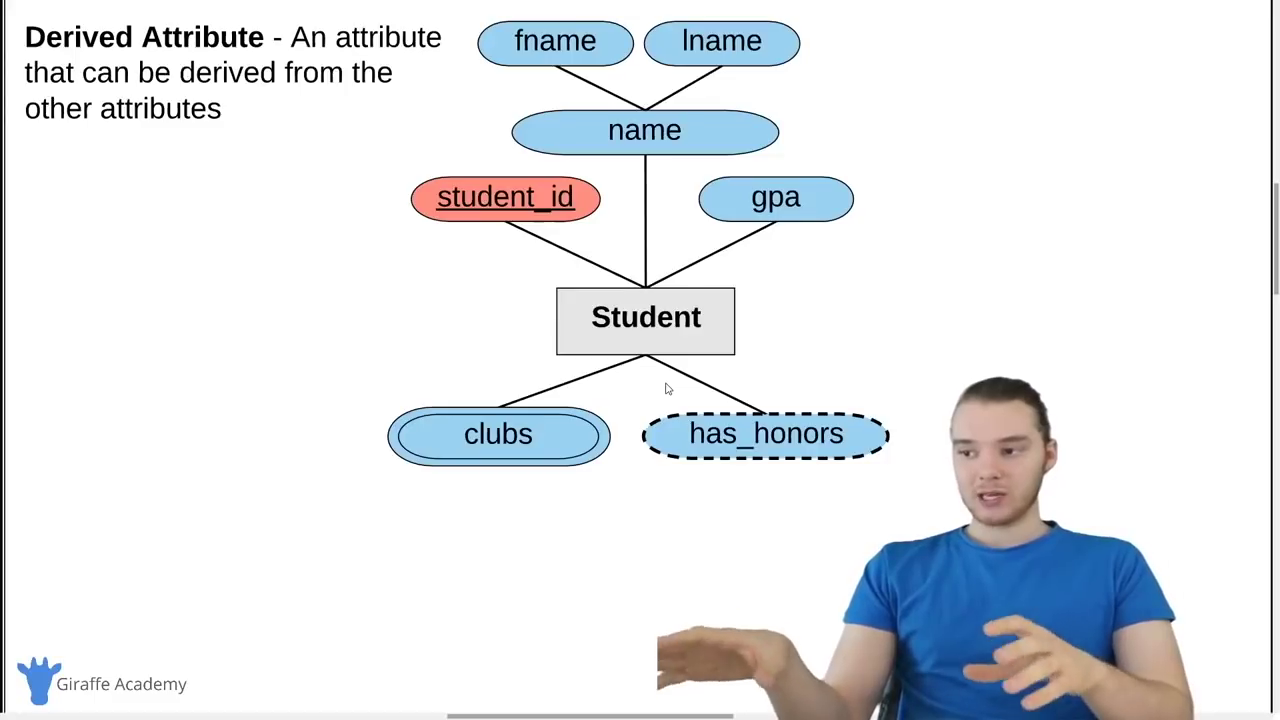 Derived Attribute - An attribute
that can be derived from the
other attributes
fname
lname
name
student_id
gpa
Student
clubs
has_honors
Giraffe Academy